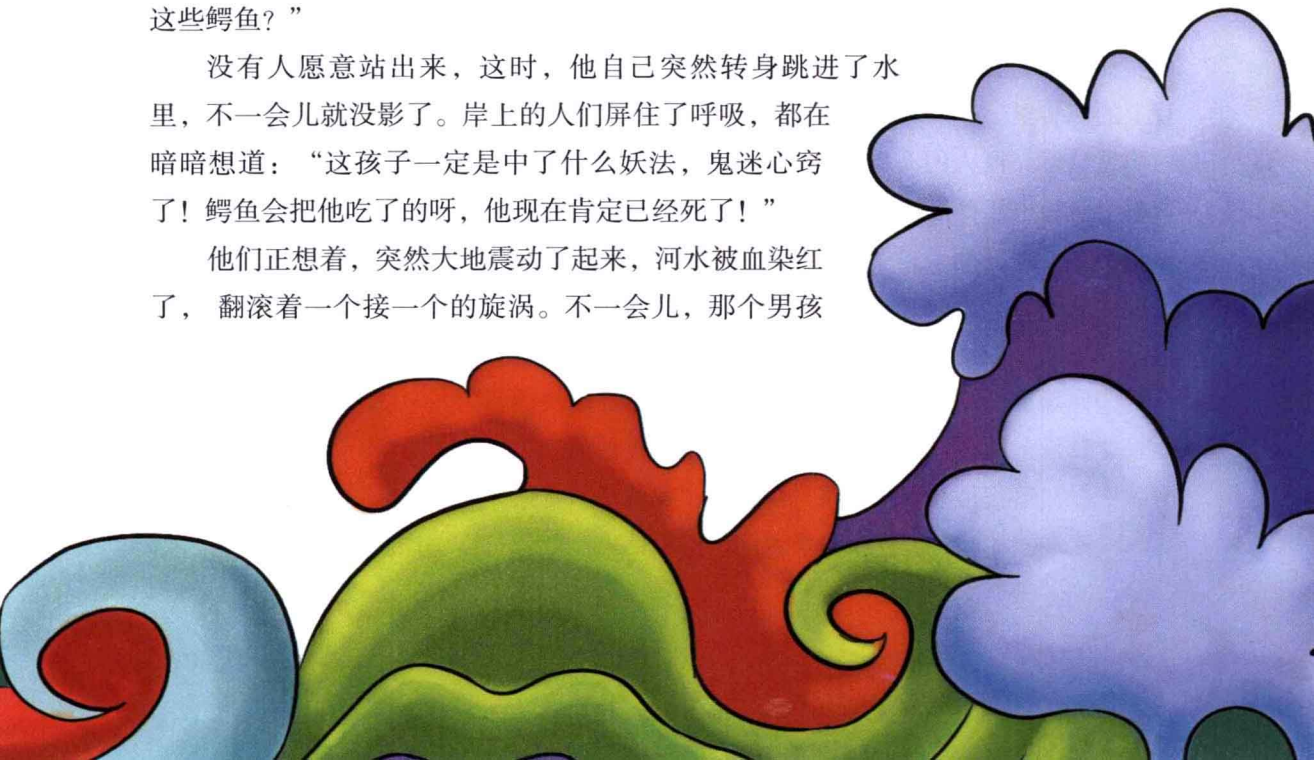 这些鳄鱼？”
没有人愿意站出来，这时，他自己突然转身跳进了水
里，不一会儿就没影了。岸上的人们屏住了呼吸，都在
暗暗想道：“这孩子一定是中了什么妖法，鬼迷心窍
了！鳄鱼会把他吃了的呀，他现在肯定已经死了！”
他们正想着，突然大地震动了起来，河水被血染红
了， 翻滚着一个接一个的旋涡。不一会儿，那个男孩